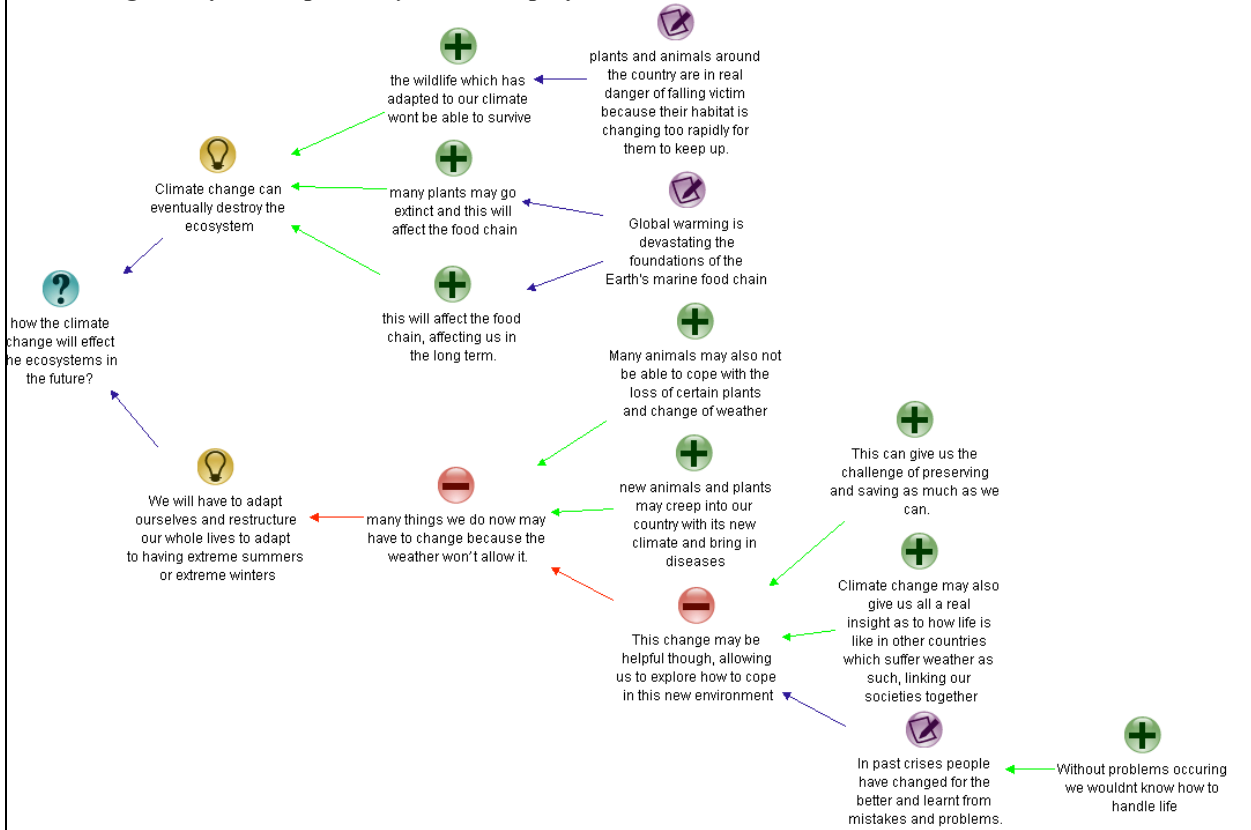 plants and animals around
the country are in real
danger of falling victim
because their habitat is
changing too rapidly for
them to keep up.
the wildlife which has
adapted to our climate
wont be able to survive
Climate change can
eventually destroy the
ecosystem
many plants may go
extinct and this will
affect the food chain
Global warming is
devastating the
foundations of the
Earth's marine food chain
?
how the climate
change will effect
he ecosystems in
the future?
this will affect the food
chain, affecting us in
the long term.
Many animals may also not
be able to cope with the
loss of certain plants
and change of weather
We will have to adapt
ourselves and restructure
our whole lives to adapt
to having extreme summers
or extreme winters
many things we do now may
have to change because the
weather won't allow it.
new animals and plants
may creep into our
country with its new
climate and bring in
diseases
This can give us the
challenge of preserving
and saving as much as we
can.
This change may be
helpful though, allowing
us to explore how to cope
in this new environment
Climate change may also
give us all a real
insight as to how life is
like in other countries
which suffer weather as
such, linking our
societies together
In past crises people
have changed for the
better and learnt from
mistakes and problems.
Without problems occuring
we wouldnt know how to
handle life